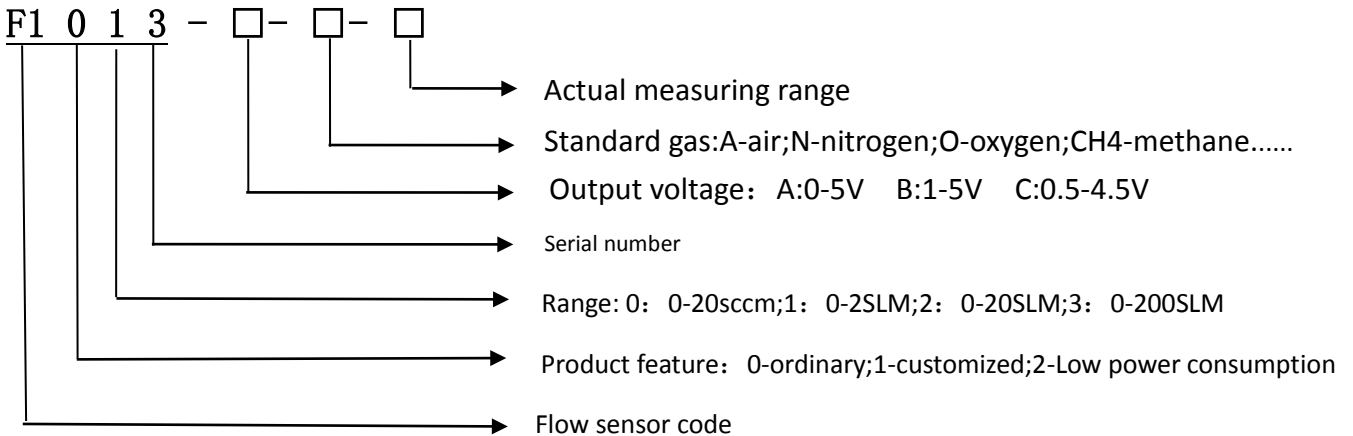 F1 0 1 3 - □- □- □
Actual measuring range
Standard gas:A-air;N-nitrogen;O-oxygen;CH4-methane......
Output voltage：A:0-5V B:1-5V C:0.5-4.5V
Serial number
Range: 0：0-20sccm;1：0-2SLM;2：0-20SLM;3：0-200SLM
Product feature：0-ordinary;1-customized;2-Low power consumption
Flow sensor code